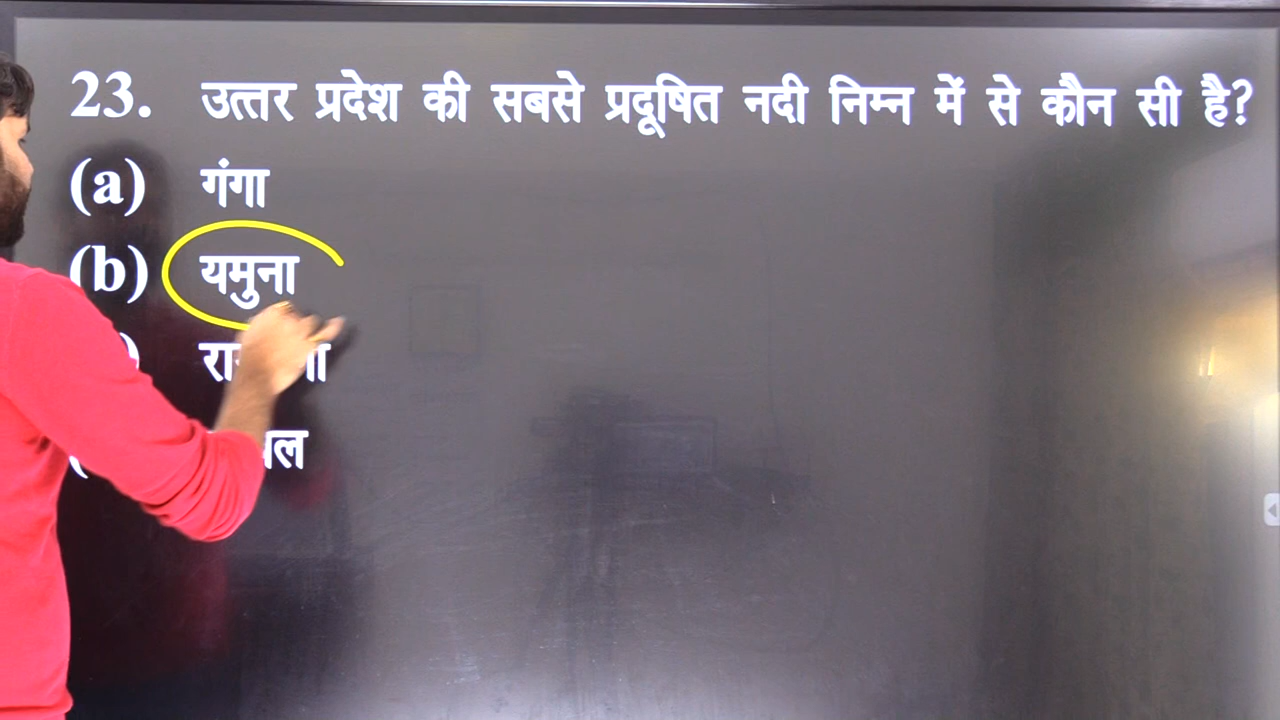 23. उत्तर प्रदेश की सबसे प्रदूषित नदी निम्न में से कौन सी है?
(a) गंगा
(b) यमुना